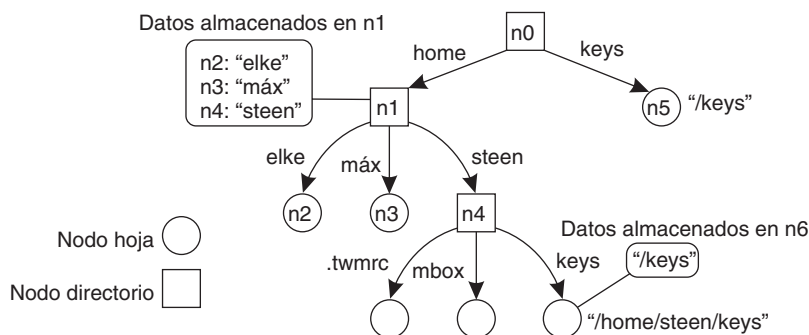 Datos almacenados en n1
n0
n2: “elke”
n3: “máx”
n4: “steen”
home
keys
n1
n5
“/keys”
elke
máx
steen
n2
n3
n4
Datos almacenados en n6
Nodo hoja
.twmrc
mbox
keys
“/keys”
Nodo directorio
“/home/steen/keys”